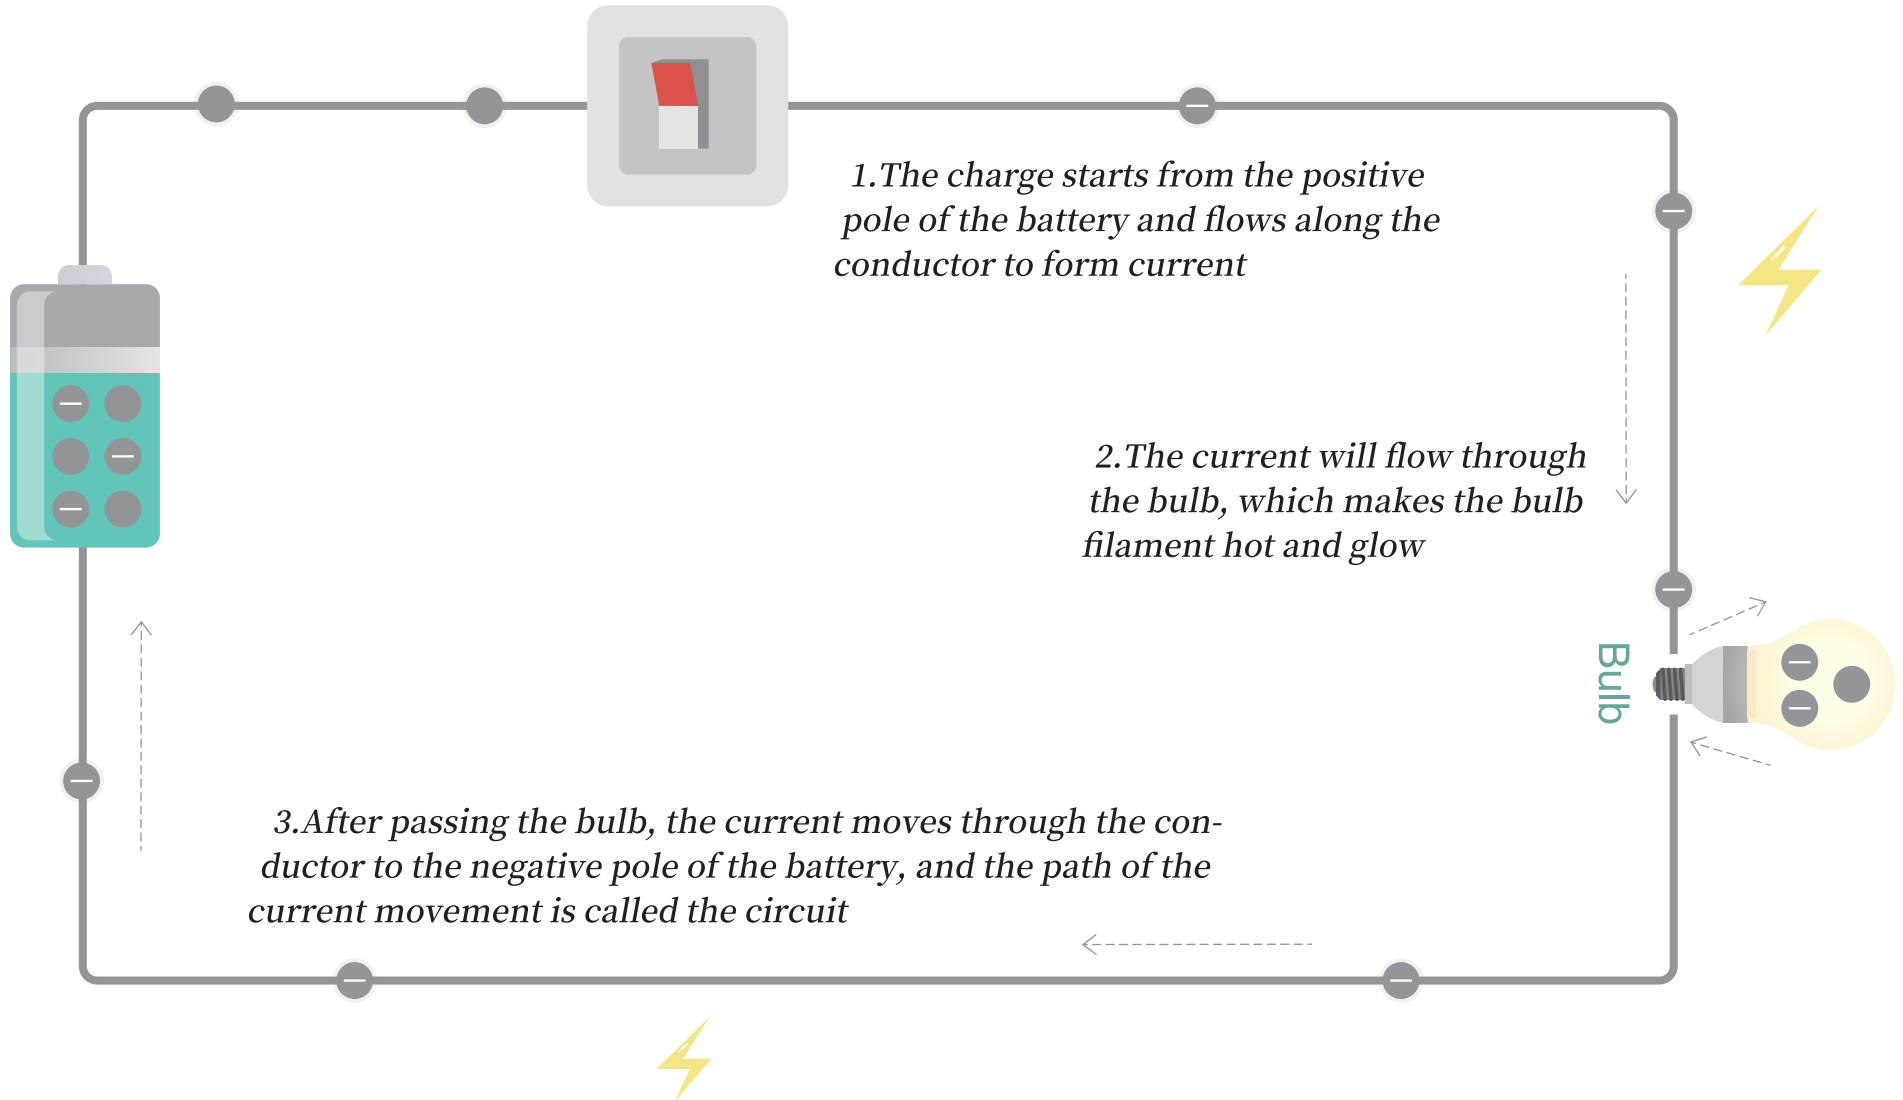 1.The charge starts from the positive
pole of the battery and flows along the
conductor to form current
2.The current will flow through
the bulb, which makes the bulb
filament hot and glow
Bulb
3.After passing the bulb, the current moves through the con-
ductor to the negative pole of the battery, and the path of the
current movement is called the circuit